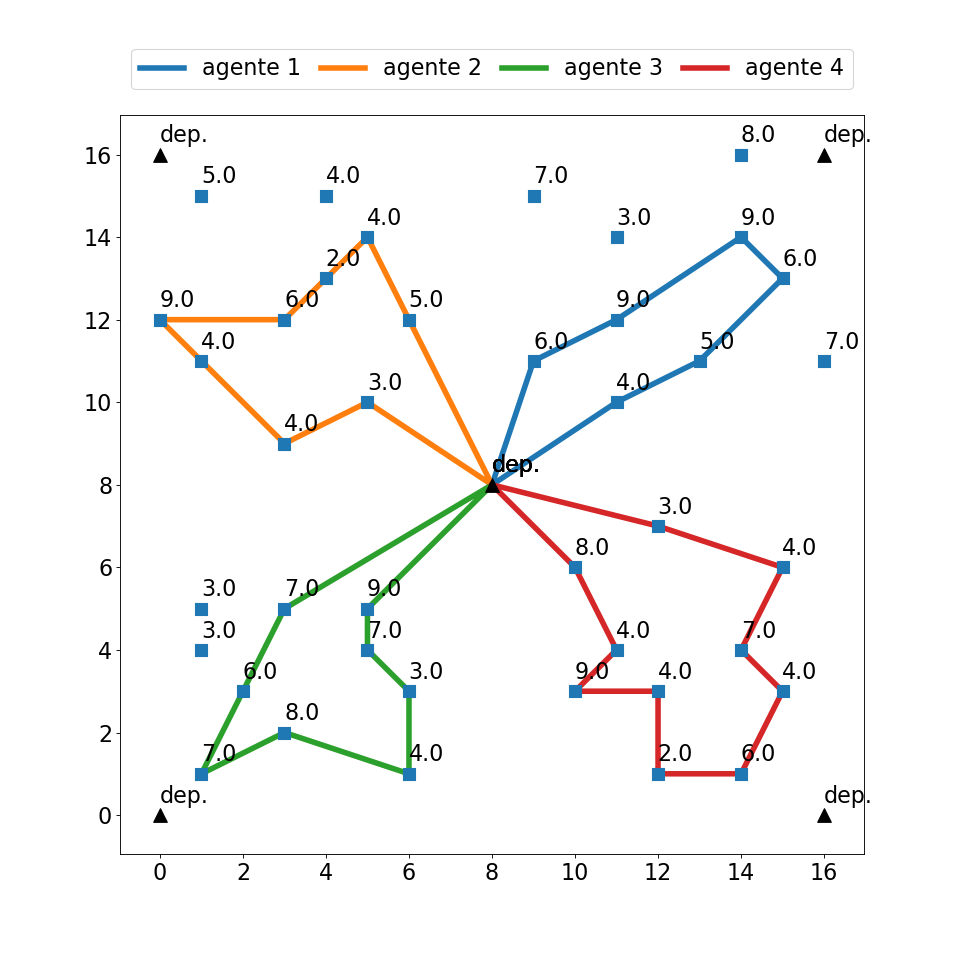 agente 1 agente 2 agente 3 agente 4
dep. 8.0 dep.
16
5.0 4.0 7.0
4.0 3.0 9.0
14
2.0 6.0
9.0 6.0 5.0 9.0
12
4.0 6.0 5.0 7.0
3.0 4.0
10
4.0
dep. dep.
8
3.0
8.0 4.0
6
3.0 7.0 9.0
3.0 7.0 4.0 7.0
4
6.0 3.0 9.0 4.0 4.0
8.0
2
7.0 4.0 2.0 6.0
dep. dep.
0
0 2 4 6 8 10 12 14 16